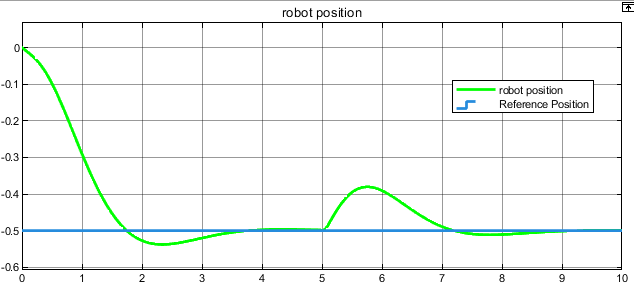 robot position
0
-0.1
-0.2
-0.3
-0.4
-0.5
-0.6
robot position
Reference Position
0 1 2 3 4 5 6 7 8 9 10